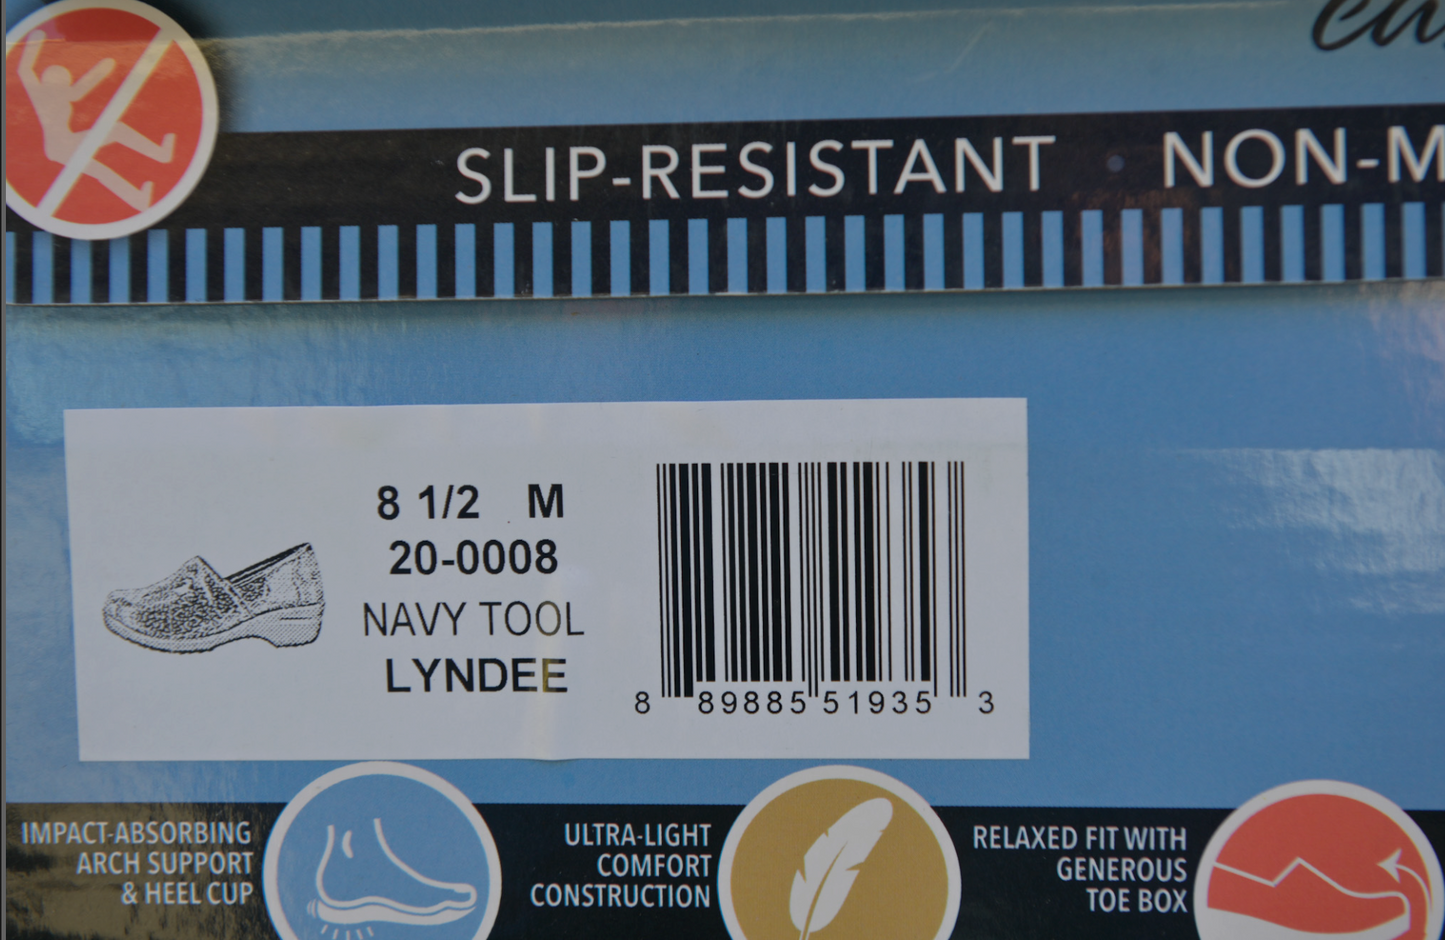 SLIP-RESISTANT • NON-M
8 1/2 M
20-0008
NAVY TOOL
LYNDEE
8 89885 51935 3
IMPACT-ABSORBING
ARCH SUPPORT
& HEEL CUP
ULTRA-LIGHT
COMFORT
CONSTRUCTION
RELAXED FIT WITH
GENEROUS
TOE BOX